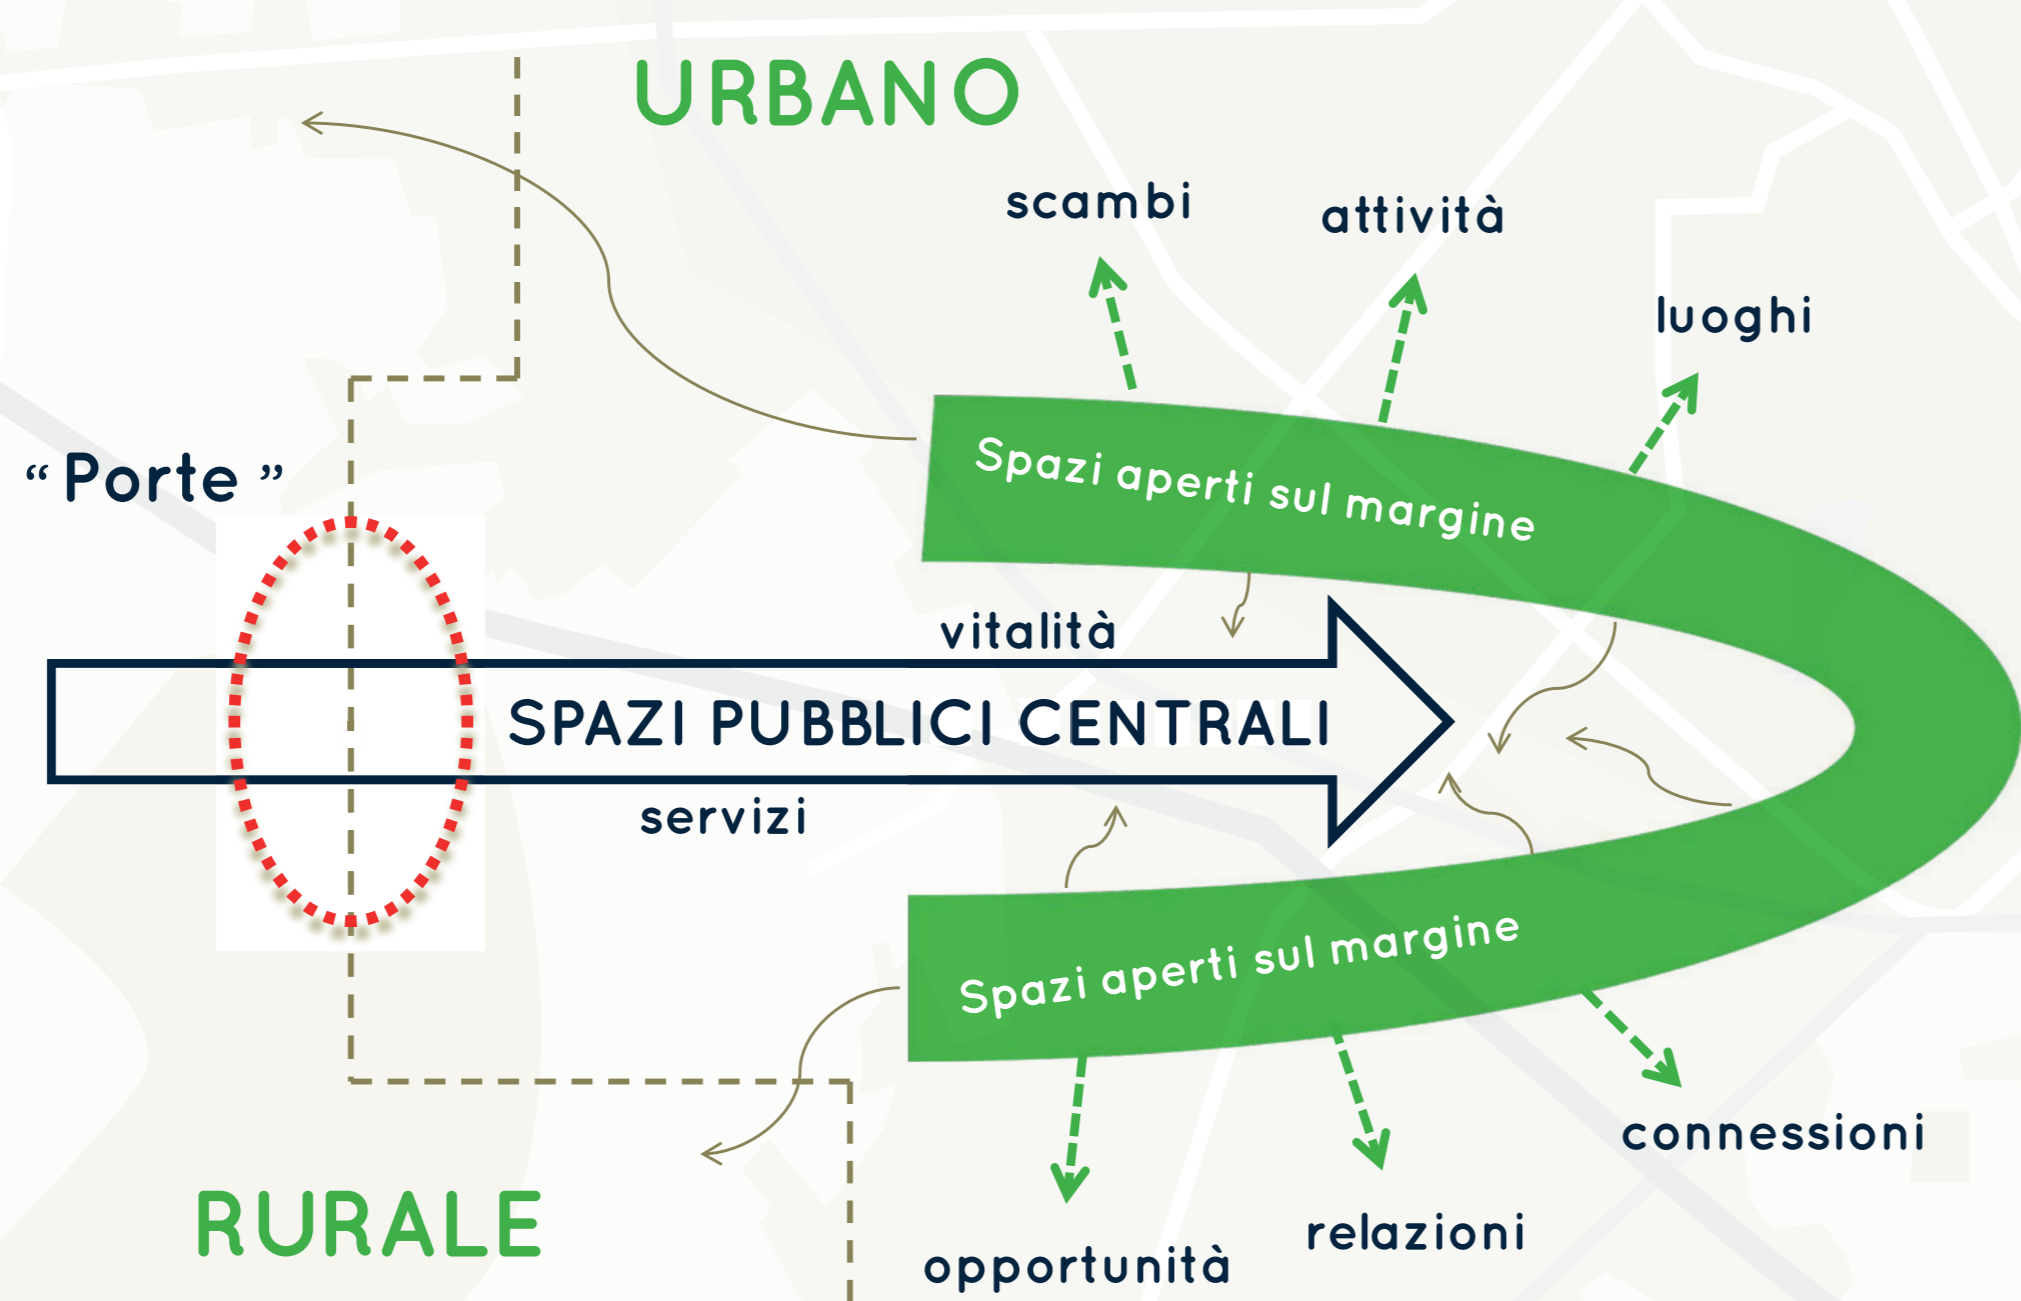 URBANO
scambi
attività
luoghi
“ Porte ”
Spazi aperti sul margine
vitalità
SPAZI PUBBLICI CENTRALI
servizi
Spazi aperti sul margine
connessioni
RURALE
relazioni
opportunità